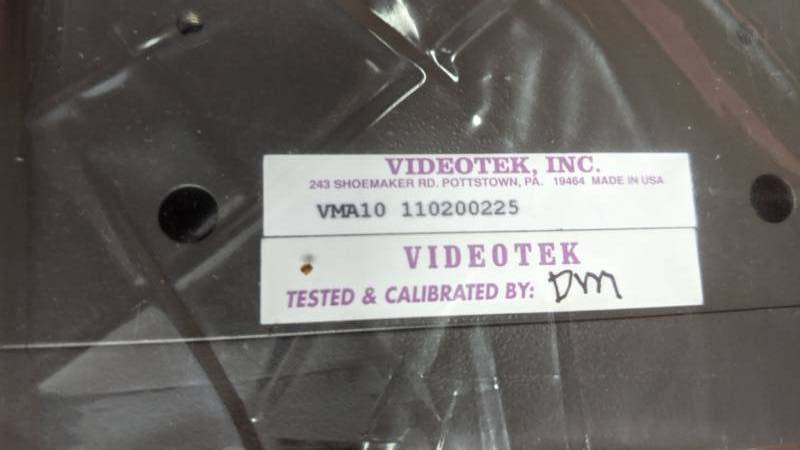 VIDEOTEK, INC.
243 SHOEMAKER RD. POTTSTOWN, PA. 19464 MADE IN USA
VMA10 110200225
VIDEOTEK
TESTED & CALIBRATED BY: DM